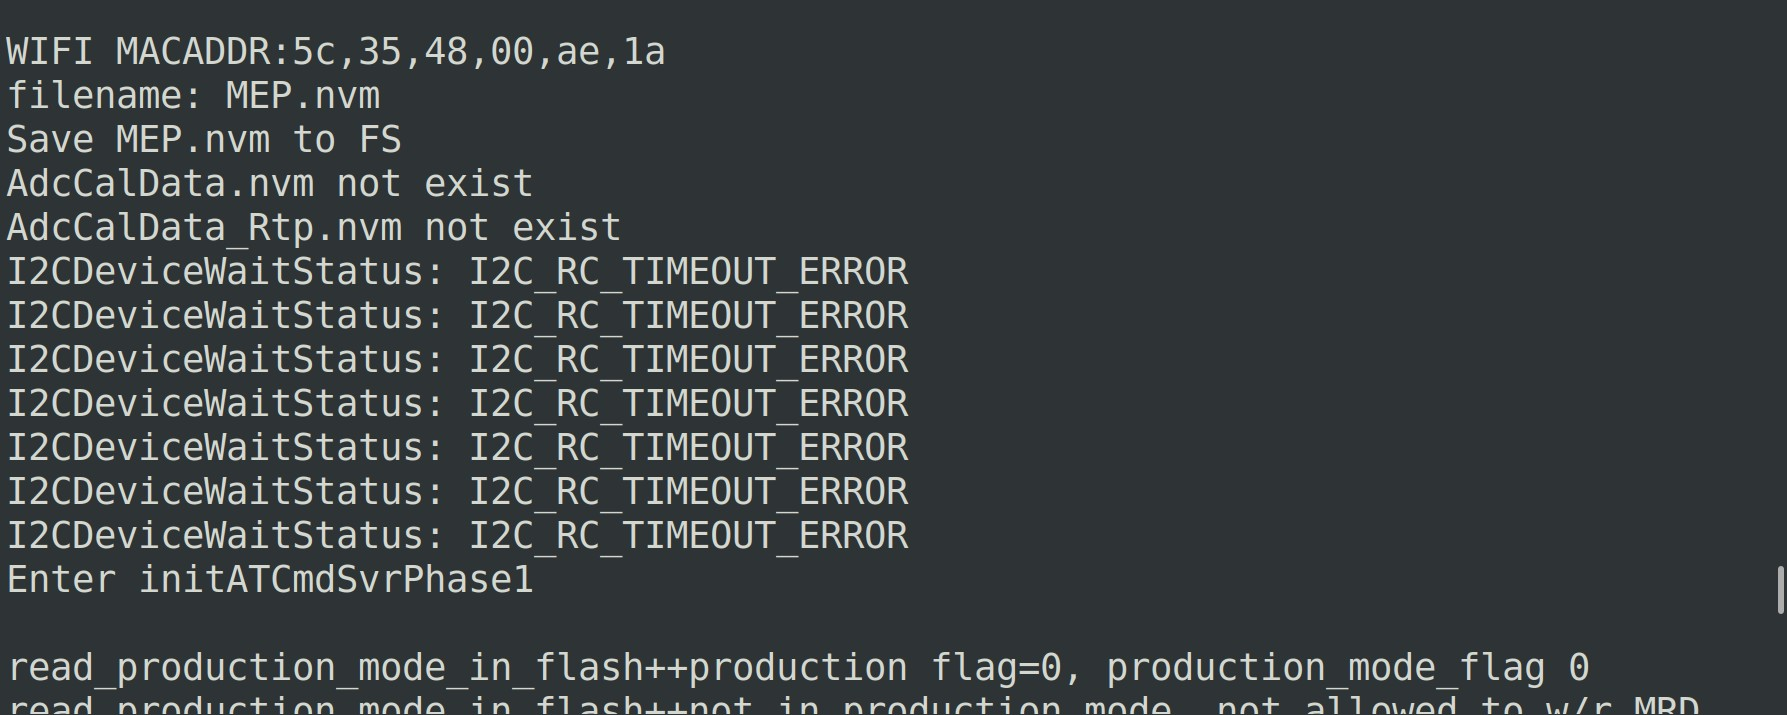 WIFI MACADDR:5c,35,48,00,ae,1a
filename: MEP.nvm
Save MEP.nvm to FS
AdcCalData.nvm not exist
AdcCalData_Rtp.nvm not exist
I2CDeviceWaitStatus: I2C_RC_TIMEOUT_ERROR
I2CDeviceWaitStatus: I2C_RC_TIMEOUT_ERROR
I2CDeviceWaitStatus: I2C_RC_TIMEOUT_ERROR
I2CDeviceWaitStatus: I2C_RC_TIMEOUT_ERROR
I2CDeviceWaitStatus: I2C_RC_TIMEOUT_ERROR
I2CDeviceWaitStatus: I2C_RC_TIMEOUT_ERROR
I2CDeviceWaitStatus: I2C_RC_TIMEOUT_ERROR
Enter initATCmdSvrPhase1
read_production_mode_in_flash++production flag=0, production_mode_flag 0
read_production_mode_in_flash++not in production mode, not allowed to w/r MRD